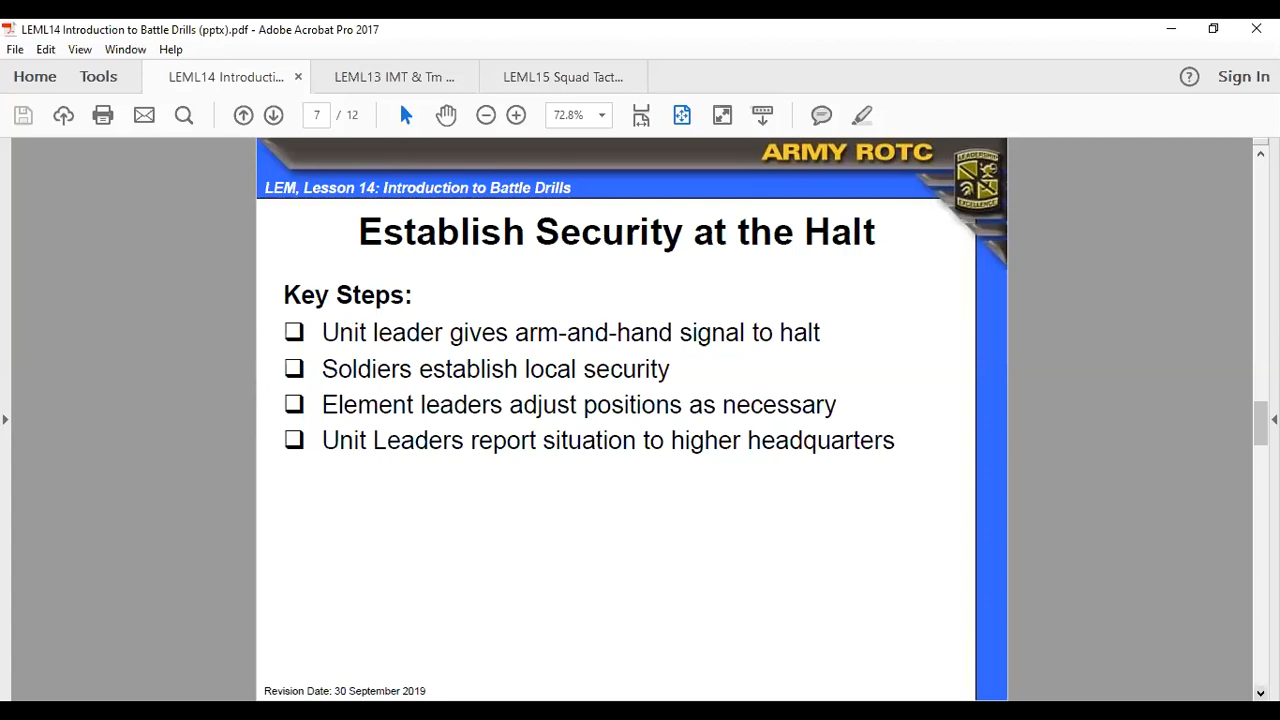 LEML14 Introduction to Battle Drills (pptx).pdf - Adobe Acrobat Pro 2017
File Edit View Window Help
Home Tools LEML14 Introducti... × LEML13 IMT & Tm ... LEML15 Squad Tact... ? Sign In
7 / 12 72.8%
ARMY ROTC
LEADERSHIP
EXCELLENCE
LEM, Lesson 14: Introduction to Battle Drills
Establish Security at the Halt
Key Steps:
❑ Unit leader gives arm-and-hand signal to halt
❑ Soldiers establish local security
❑ Element leaders adjust positions as necessary
❑ Unit Leaders report situation to higher headquarters
Revision Date: 30 September 2019